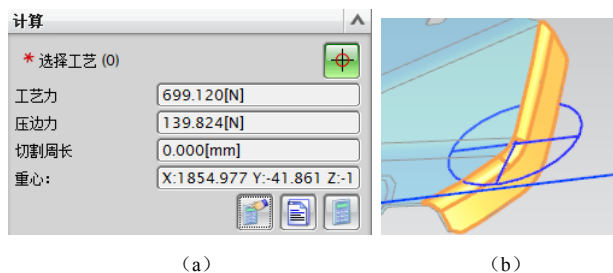 计算
* 选择工艺 (0)
工艺力 699.120[N]
压边力 139.824[N]
切割周长 0.000[mm]
重心: X:1854.977 Y:-41.861 Z:-1
(a) (b)